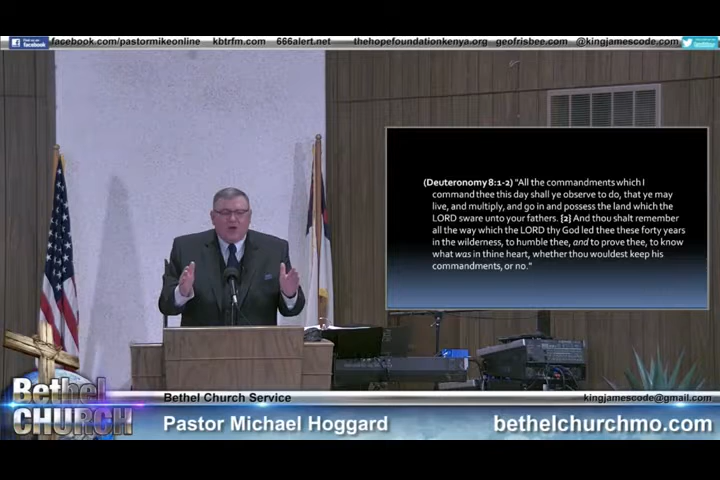 Find us on facebook facebook.com/pastormikeonline kbtrfm.com 666alert.net thehopefoundationkenya.org geofrisbee.com @kingjamescode.com twitter
(Deuteronomy 8:1-2) "All the commandments which I
command thee this day shall ye observe to do, that ye may
live, and multiply, and go in and possess the land which the
LORD sware unto your fathers. [2] And thou shalt remember
all the way which the LORD thy God led thee these forty years
in the wilderness, to humble thee, and to prove thee, to know
what was in thine heart, whether thou wouldest keep his
commandments, or no."
Bethel
CHURCH
Bethel Church Service kingjamescode@gmail.com
Pastor Michael Hoggard bethelchurchmo.com